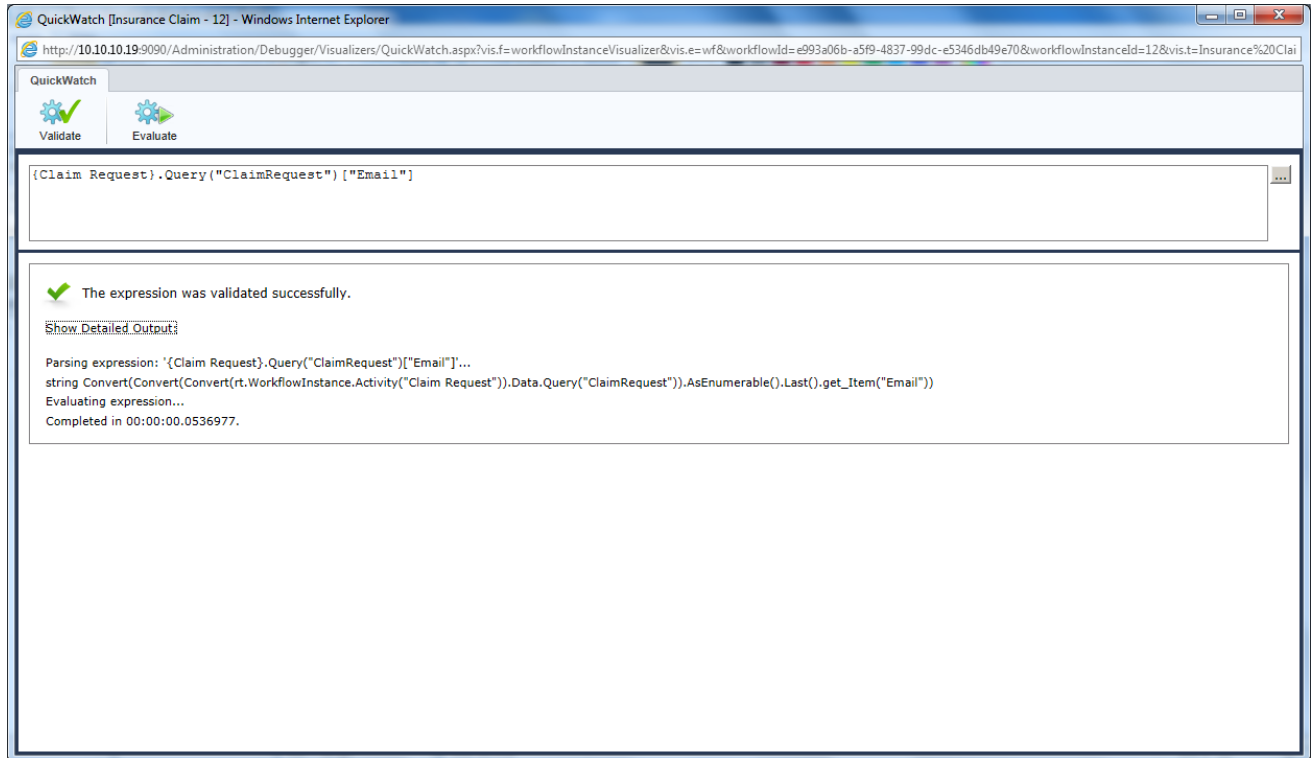 QuickWatch [Insurance Claim - 12] - Windows Internet Explorer
http://10.10.10.19:9090/Administration/Debugger/Visualizers/QuickWatch.aspx?vis.f=workflowInstanceVisualizer&vis.e=wf&workflowId=e993a06b-a5f9-4837-99dc-e5346db49e70&workflowInstanceId=12&vis.t=Insurance%20Clai
QuickWatch
Validate Evaluate
{Claim Request}.Query("ClaimRequest")["Email"]
...
The expression was validated successfully.
Show Detailed Output:
Parsing expression: '{Claim Request}.Query("ClaimRequest")["Email"]'...
string Convert(Convert(Convert(rt.WorkflowInstance.Activity("Claim Request")).Data.Query("ClaimRequest")).AsEnumerable().Last().get_Item("Email"))
Evaluating expression...
Completed in 00:00:00.0536977.